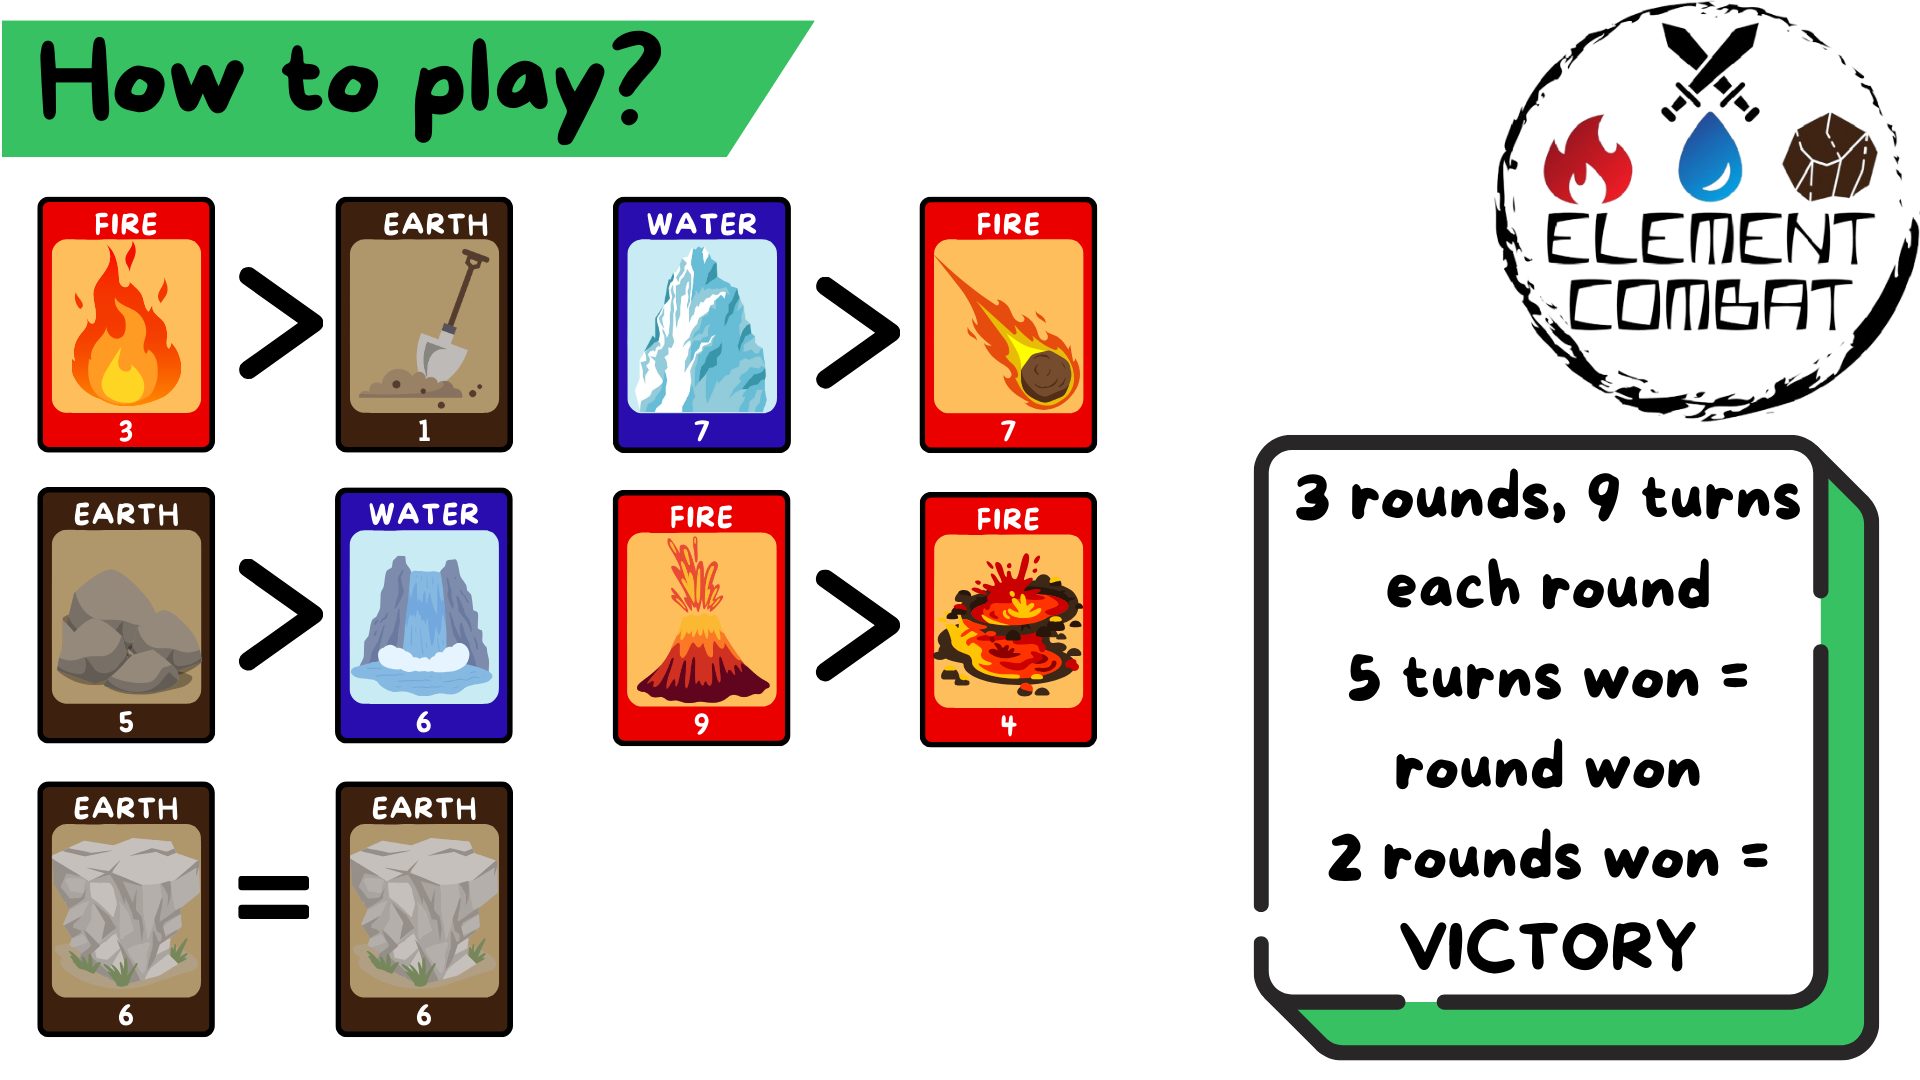 How to play?
FIRE
3
>
EARTH
1
WATER
7
>
FIRE
7
EARTH
5
>
WATER
6
FIRE
9
>
FIRE
4
EARTH
6
=
EARTH
6
ELEMENT
COMBAT
3 rounds, 9 turns
each round
5 turns won =
round won
2 rounds won =
VICTORY